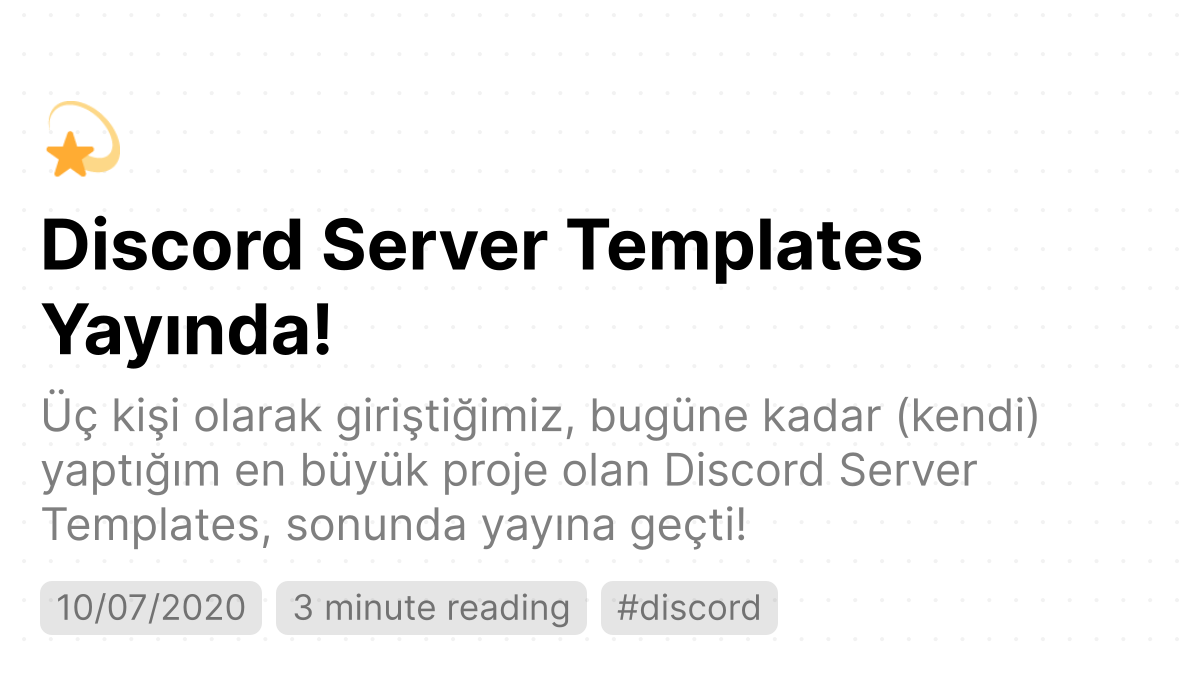 Discord Server Templates
Yayında!
Üç kişi olarak giriştiğimiz, bugüne kadar (kendi)
yaptığım en büyük proje olan Discord Server
Templates, sonunda yayına geçti!
10/07/2020 3 minute reading #discord